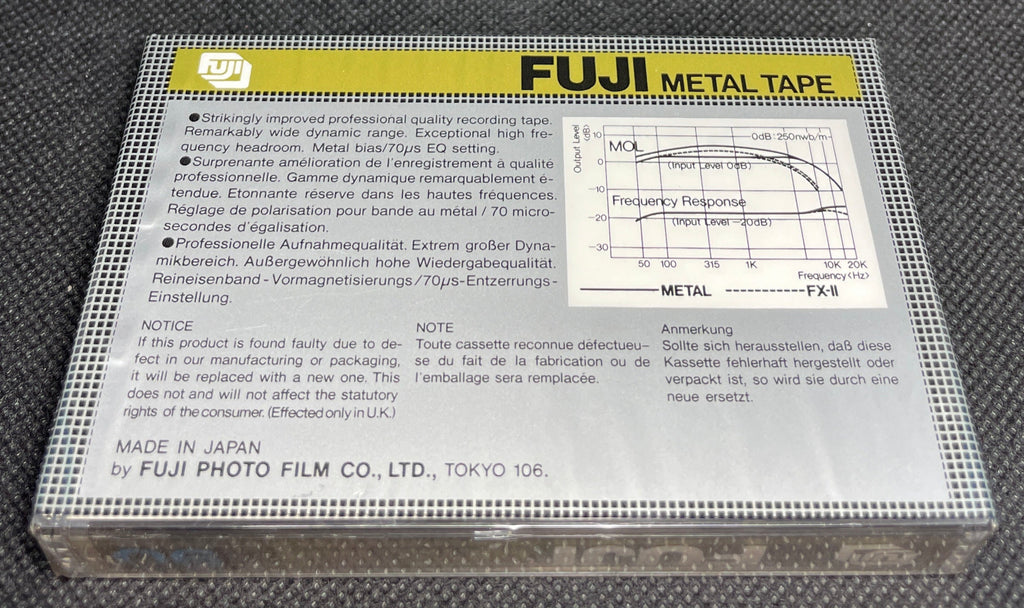 FUJI
FUJI METAL TAPE
●Strikingly improved professional quality recording tape.
Remarkably wide dynamic range. Exceptional high fre-
quency headroom. Metal bias/70µs EQ setting.
●Surprenante amélioration de l'enregistrement à qualité
professionnelle. Gamme dynamique remarquablement é-
tendue. Etonnante réserve dans les hautes fréquences.
Réglage de polarisation pour bande au métal / 70 micro-
secondes d'égalisation.
●Professionelle Aufnahmequalität. Extrem großer Dyna-
mikbereich. Außergewöhnlich hohe Wiedergabequalität.
Reineisenband-Vormagnetisierungs/70µs-Entzerrungs-
Einstellung.
Output Level
(dB)
10
0
-10
-20
-30
0dB:250nwb/m
MOL
(Input Level 0dB)
Frequency Response
(Input Level -20dB)
50 100 315 1K 10K 20K
Frequency(Hz)
METAL FX-II
NOTICE
If this product is found faulty due to de-
fect in our manufacturing or packaging,
it will be replaced with a new one. This
does not and will not affect the statutory
rights of the consumer. (Effected only in U.K.)
NOTE
Toute cassette reconnue défectueu-
se du fait de la fabrication ou de
l'emballage sera remplacée.
Anmerkung
Sollte sich herausstellen, daß diese
Kassette fehlerhaft hergestellt oder
verpackt ist, so wird sie durch eine
neue ersetzt.
MADE IN JAPAN
by FUJI PHOTO FILM CO., LTD., TOKYO 106.